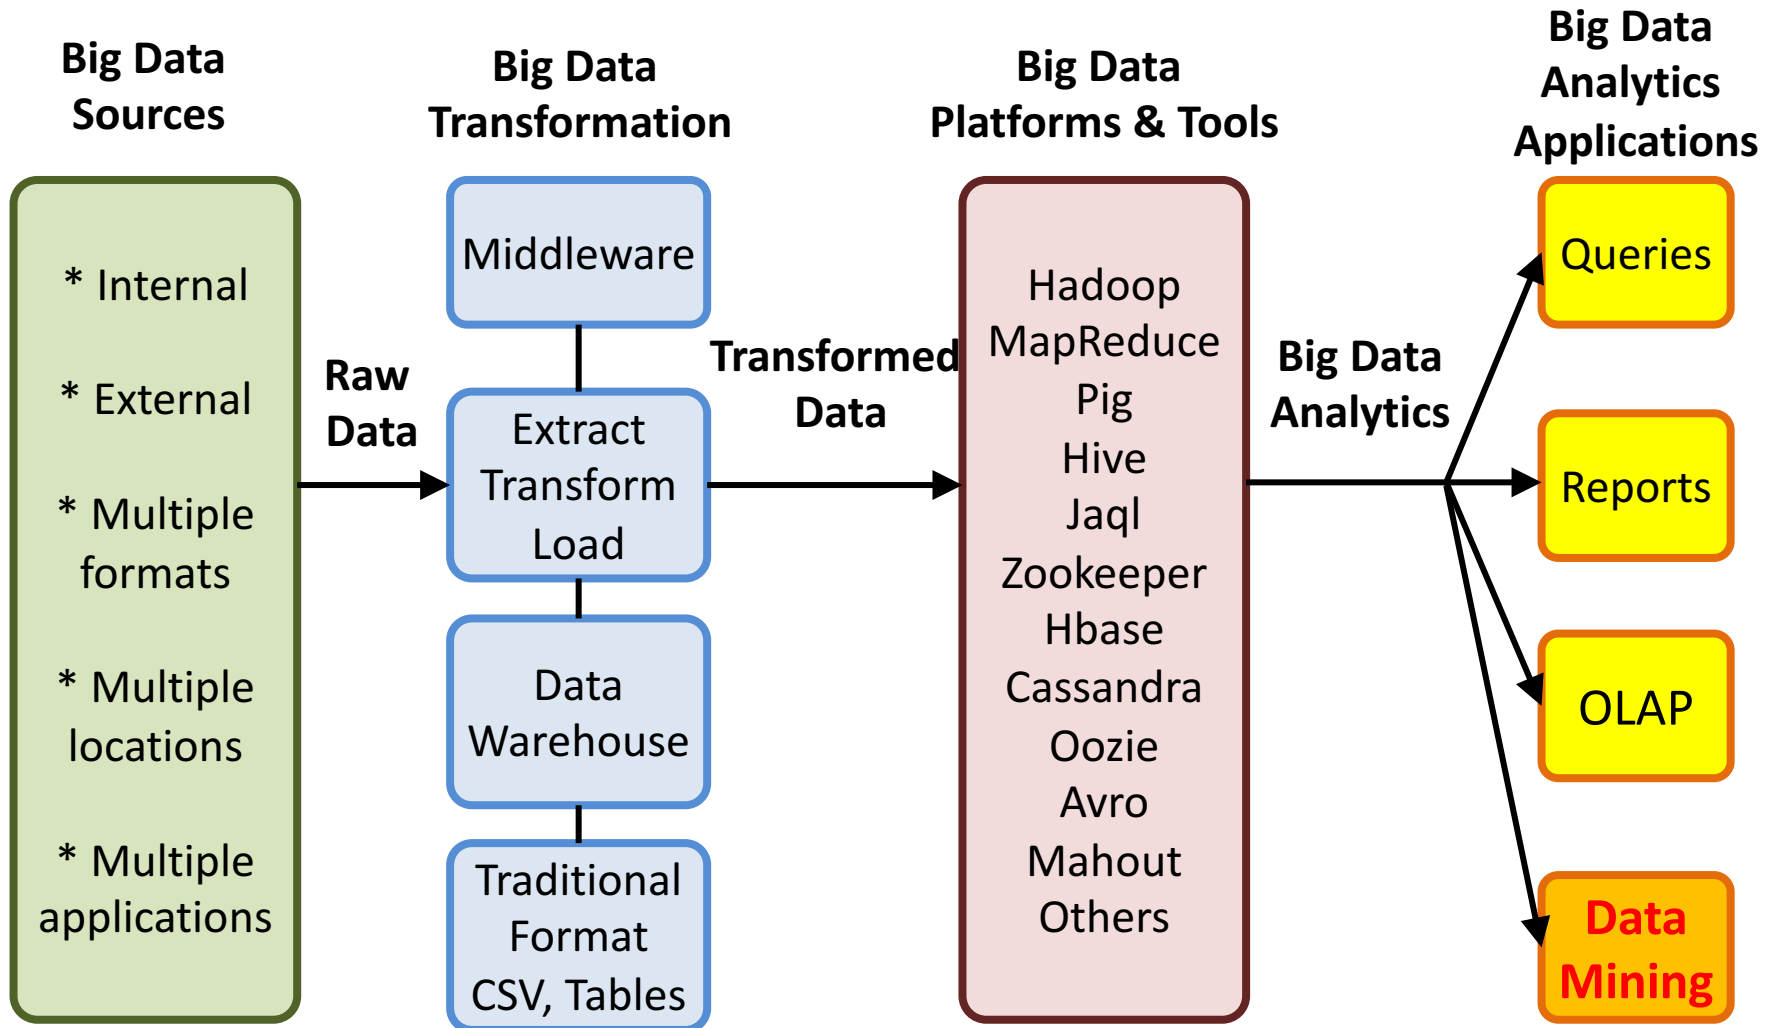 Big Data
Sources
* Internal
* External
* Multiple
formats
* Multiple
locations
* Multiple
applications
Raw
Data
Big Data
Transformation
Middleware
Extract
Transform
Load
Data
Warehouse
Traditional
Format
CSV, Tables
Transformed
Data
Big Data
Platforms & Tools
Hadoop
MapReduce
Pig
Hive
Jaql
Zookeeper
Hbase
Cassandra
Oozie
Avro
Mahout
Others
Big Data
Analytics
Big Data
Analytics
Applications
Queries
Reports
OLAP
Data
Mining